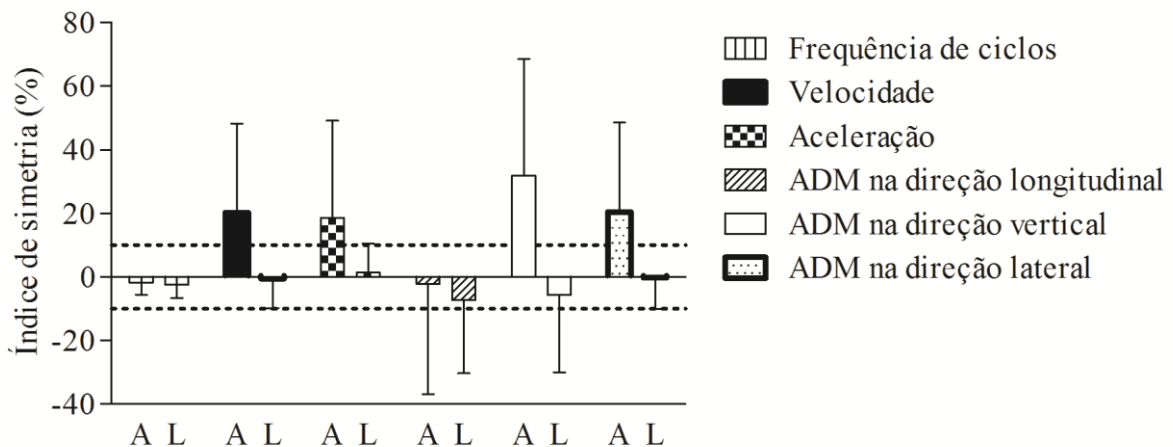 Índice de simetria (%)
80
60
40
20
0
-20
-40
A L A L A L A L A L A L
Frequência de ciclos
Velocidade
Aceleração
ADM na direção longitudinal
ADM na direção vertical
ADM na direção lateral